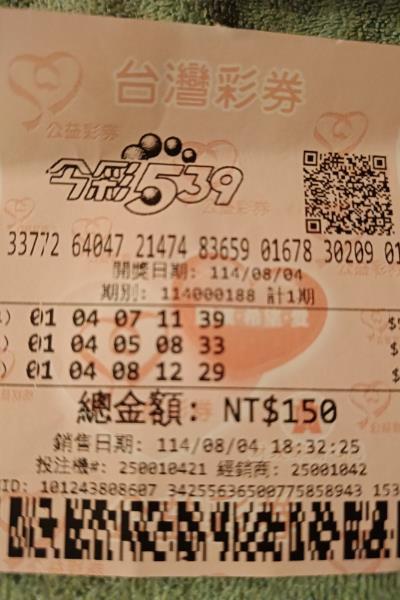 台灣彩券
公益彩券
今彩539
33772 64047 21474 83659 01678 30209 01
開獎日期: 114/08/04
期別: 114000188 計1期
) 01 04 07 11 39
) 01 04 05 08 33
) 01 04 08 12 29
總金額: NT$150
銷售日期: 114/08/04 18:32:25
投注機#: 250010421 經銷商: 25001042
ID: 101243808607 34255636500775858943 153